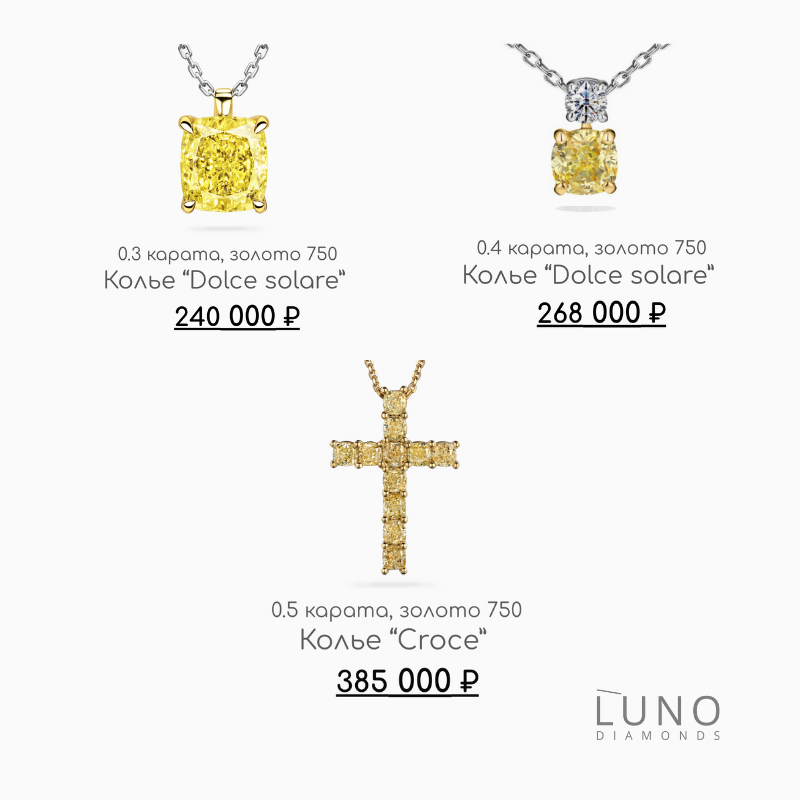 0.3 карата, золото 750
Колье “Dolce solare”
240 000 ₽
0.4 карата, золото 750
Колье “Dolce solare”
268 000 ₽
0.5 карата, золото 750
Колье “Croce”
385 000 ₽
LUNO
DIAMONDS